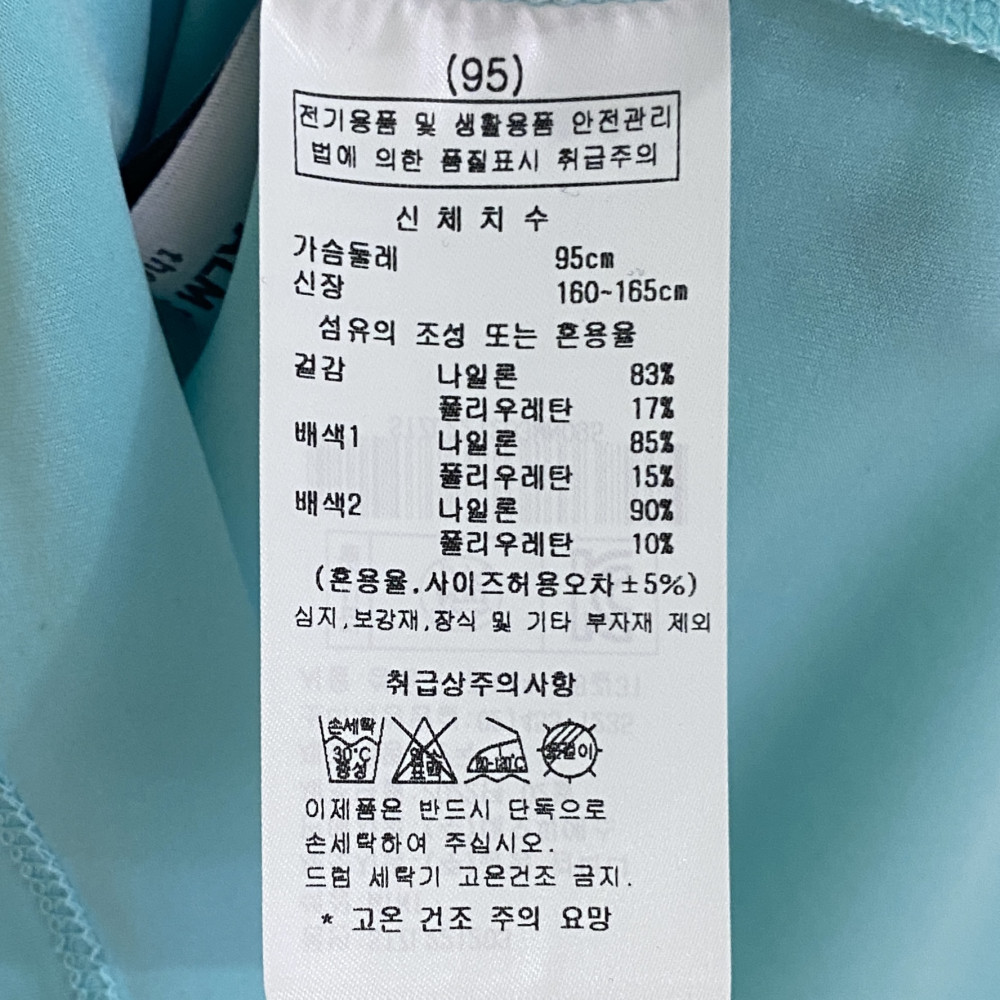 (95)
전기용품 및 생활용품 안전관리
법에 의한 품질표시 취급주의
신 체 치 수
가슴둘레 95cm
신장 160~165cm
섬유의 조성 또는 혼용율
겉감 나일론 83%
폴리우레탄 17%
배색1 나일론 85%
폴리우레탄 15%
배색2 나일론 90%
폴리우레탄 10%
(혼용율.사이즈허용오차±5%)
심지,보강재,장식 및 기타 부자재 제외
취급상주의사항
손세탁
30°C
중성
염소
표백
이제품은 반드시 단독으로
손세탁하여 주십시오.
드럼 세탁기 고온건조 금지.
* 고온 건조 주의 요망